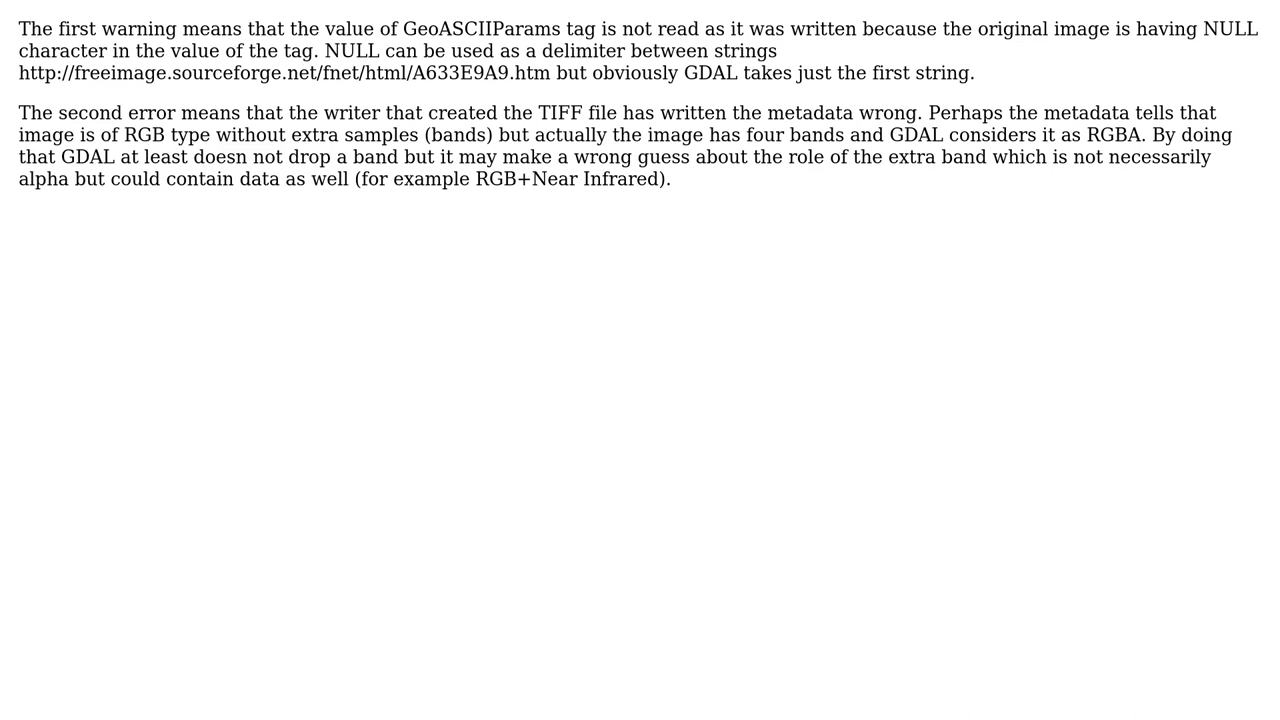 The first warning means that the value of GeoASCIIParams tag is not read as it was written because the original image is having NULL
character in the value of the tag. NULL can be used as a delimiter between strings
http://freeimage.sourceforge.net/fnet/html/A633E9A9.htm but obviously GDAL takes just the first string.
The second error means that the writer that created the TIFF file has written the metadata wrong. Perhaps the metadata tells that
image is of RGB type without extra samples (bands) but actually the image has four bands and GDAL considers it as RGBA. By doing
that GDAL at least doesn not drop a band but it may make a wrong guess about the role of the extra band which is not necessarily
alpha but could contain data as well (for example RGB+Near Infrared).